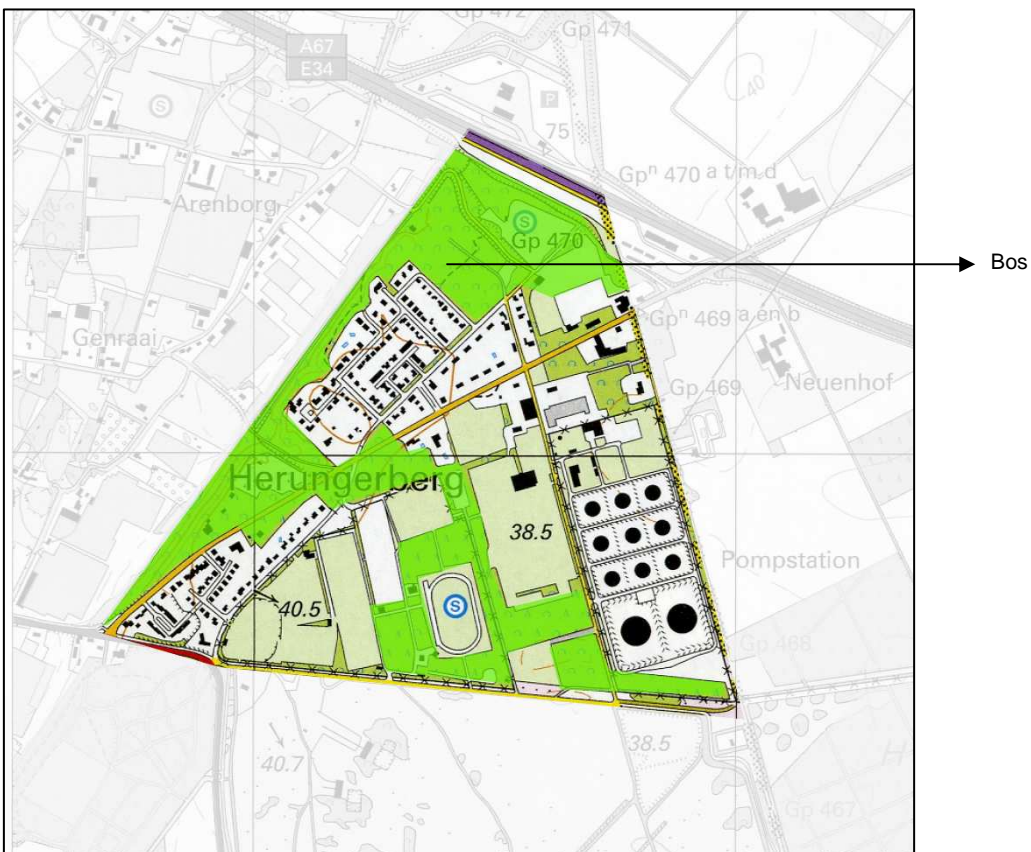 Gp 472
Gp 471
A67
E34
S
P
40
75
Gpⁿ 470 a t/m d
Arenborg
S
Gp 470
Bos
Gpⁿ 469 a en b
Genraai
Gp 469
Neuenhof
Herungerberg
38.5
Pompstation
40.5
S
Gp 468
38.5
40.7
H
Gp 467